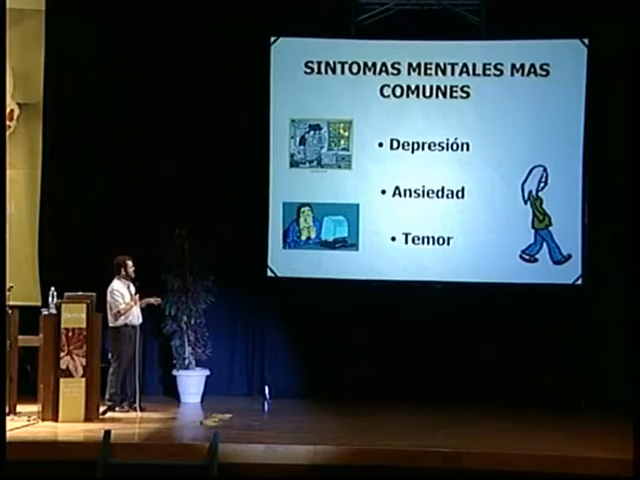 SINTOMAS MENTALES MAS
COMUNES
• Depresión
• Ansiedad
• Temor